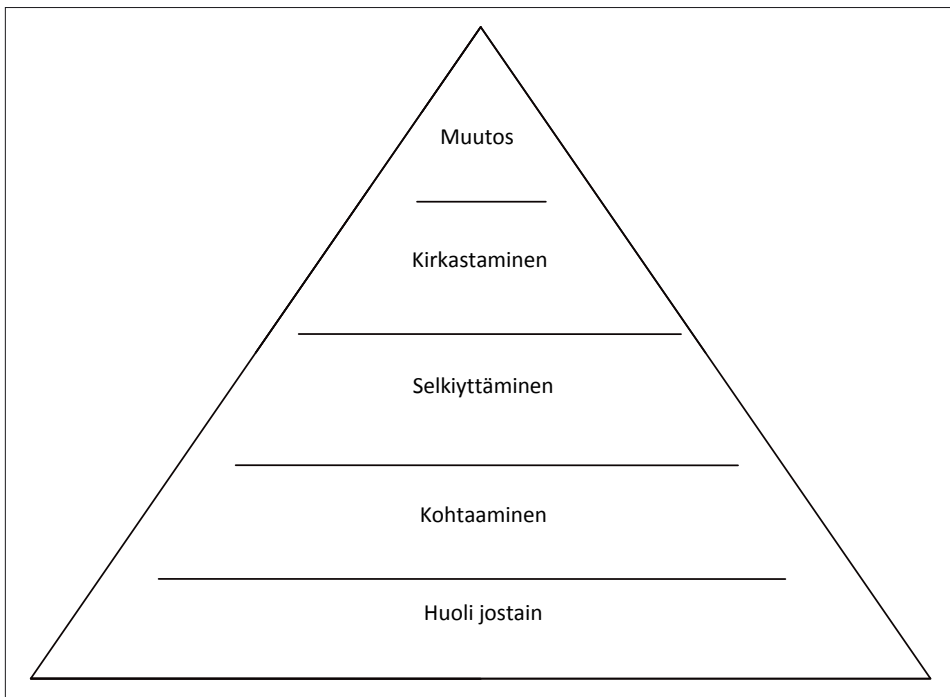 Muutos
Kirkastaminen
Selkiyttäminen
Kohtaaminen
Huoli jostain